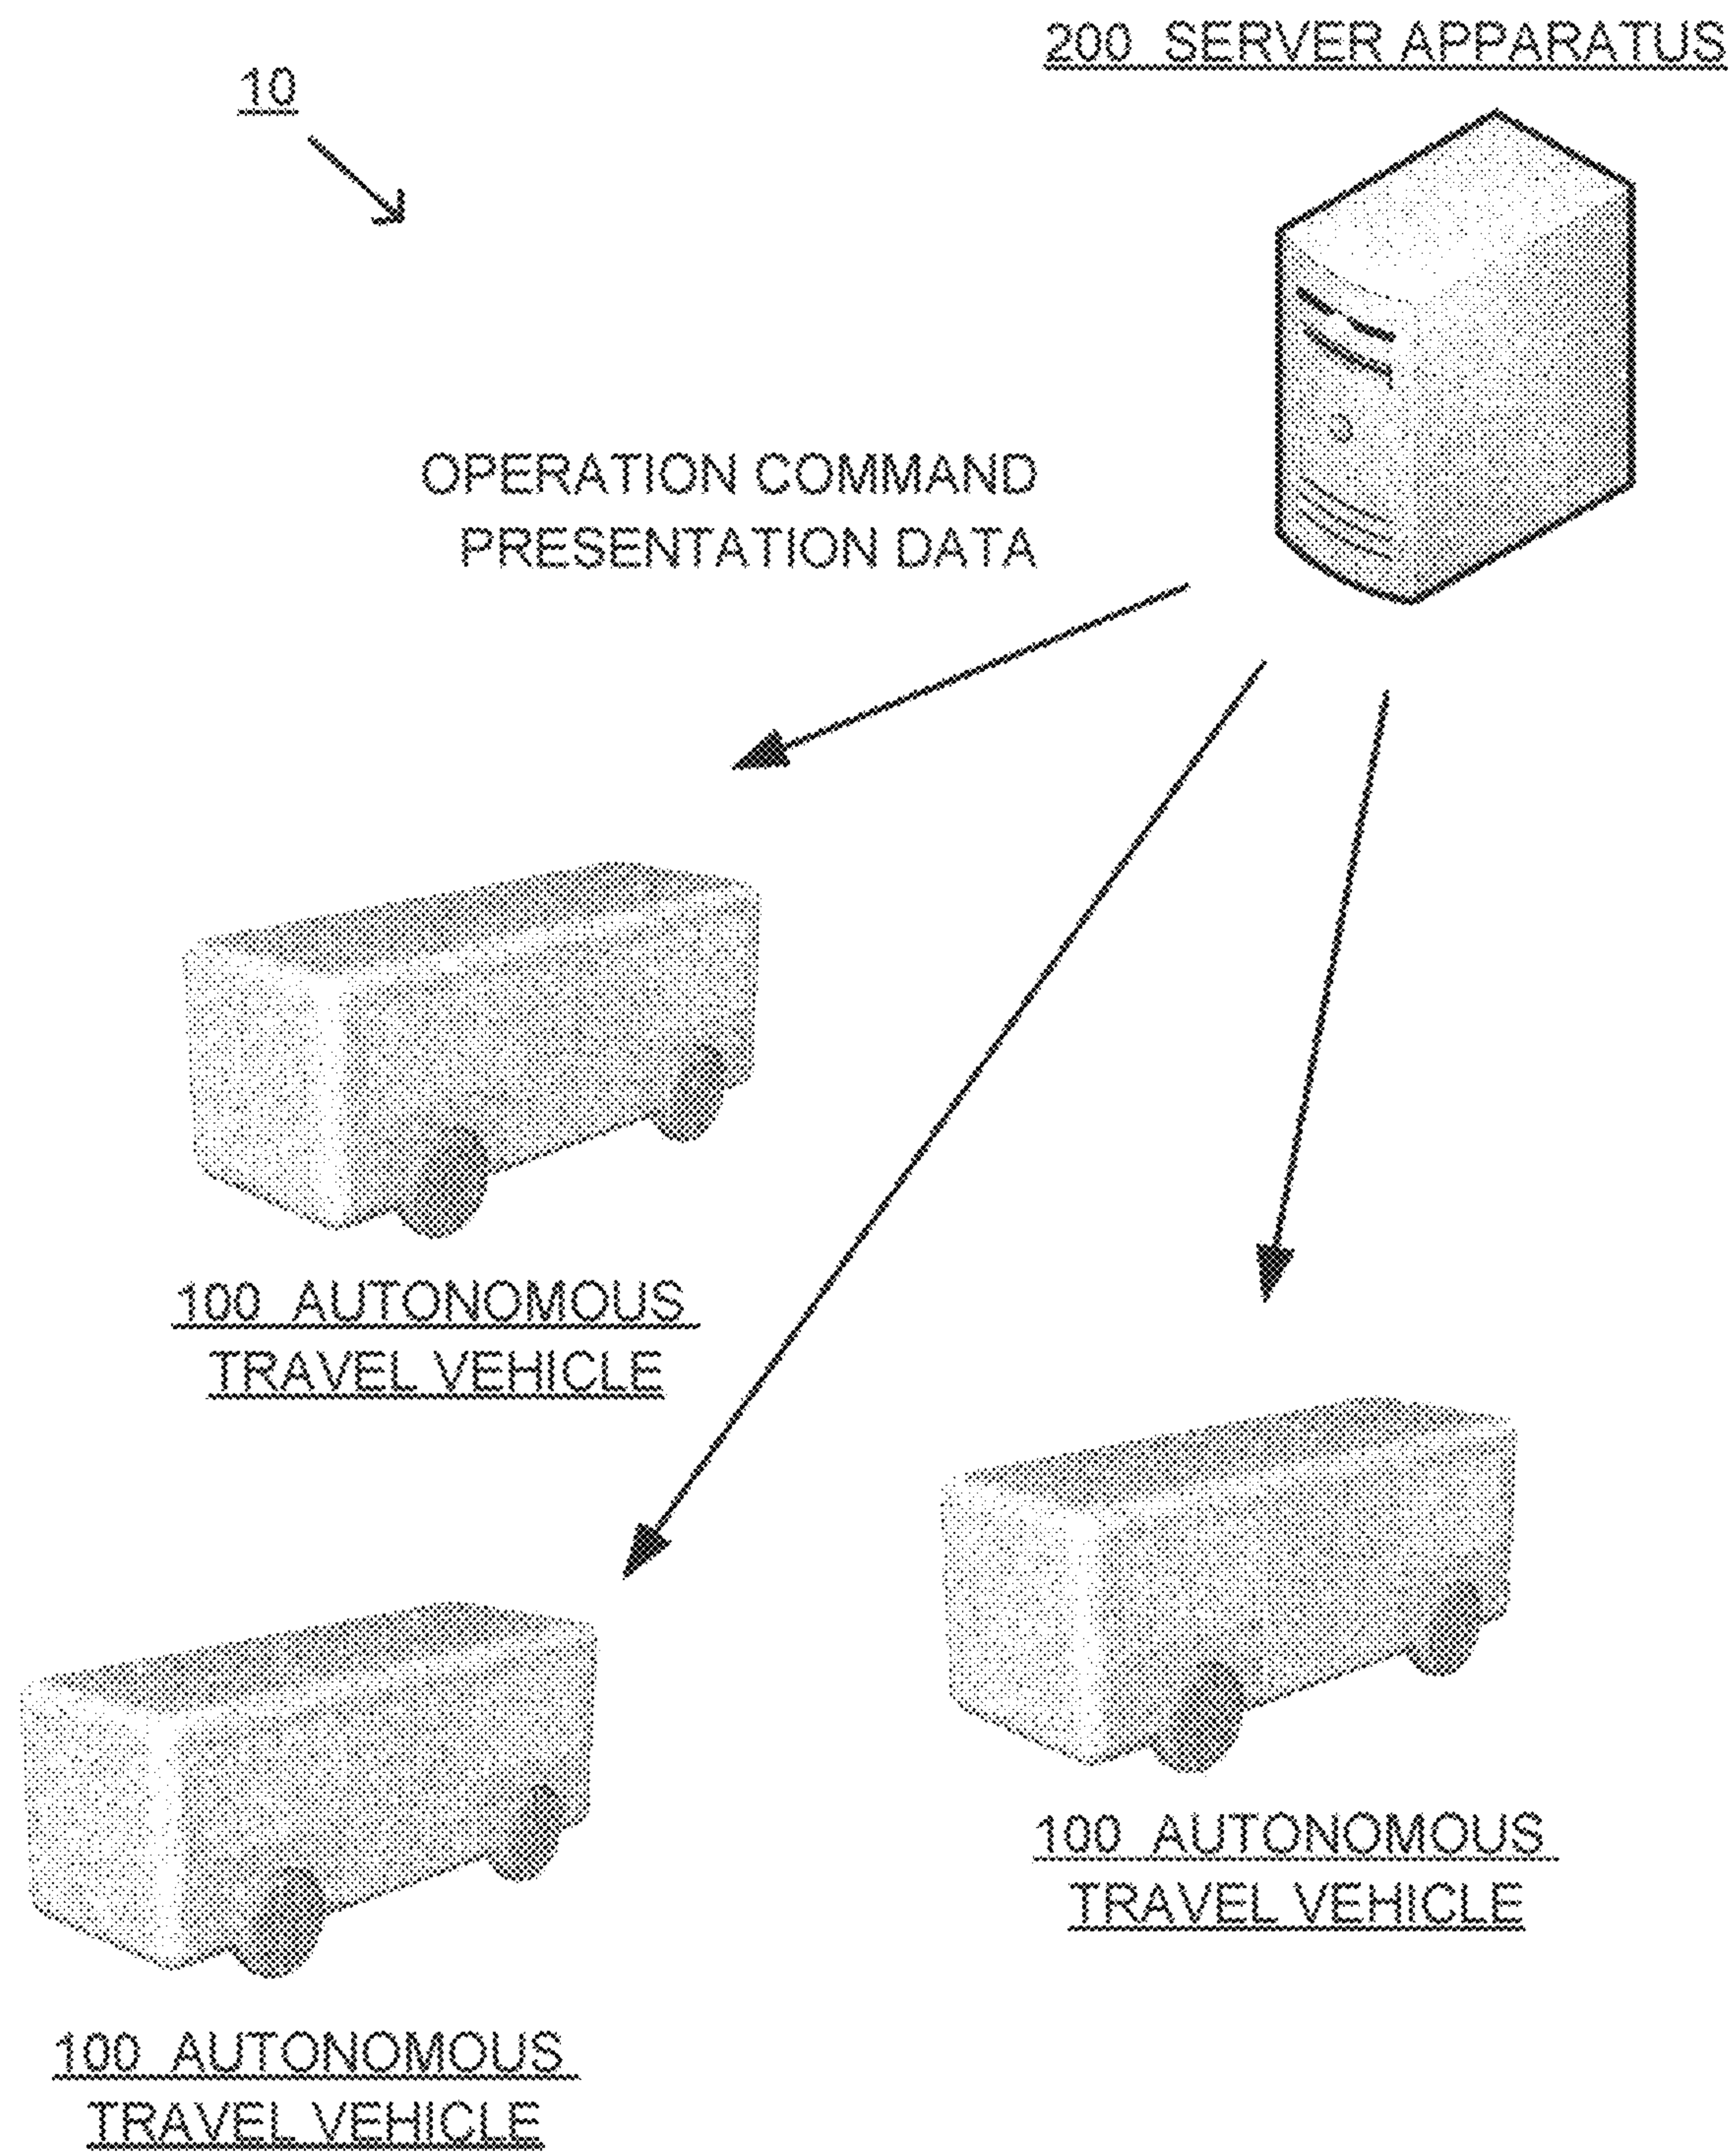 200 SERVER APPARATUS
10
OPERATION COMMAND
PRESENTATION DATA
100 AUTONOMOUS
TRAVEL VEHICLE
100 AUTONOMOUS
TRAVEL VEHICLE
100 AUTONOMOUS
TRAVEL VEHICLE